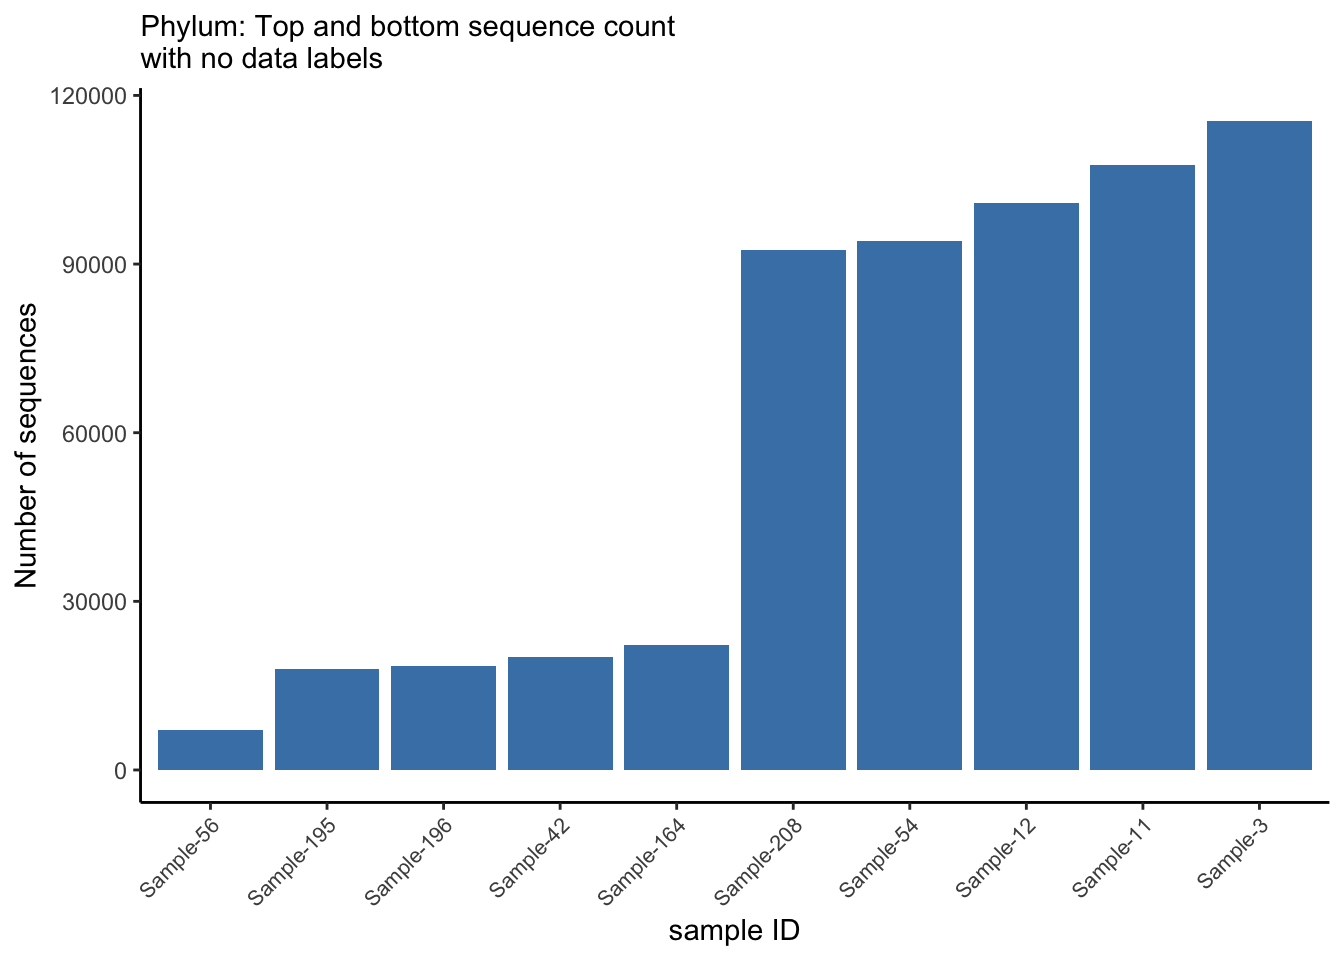 Phylum: Top and bottom sequence count
with no data labels
Number of sequences
120000
90000
60000
30000
0
Sample-56
Sample-195
Sample-196
Sample-42
Sample-164
Sample-208
Sample-54
Sample-12
Sample-11
Sample-3
sample ID